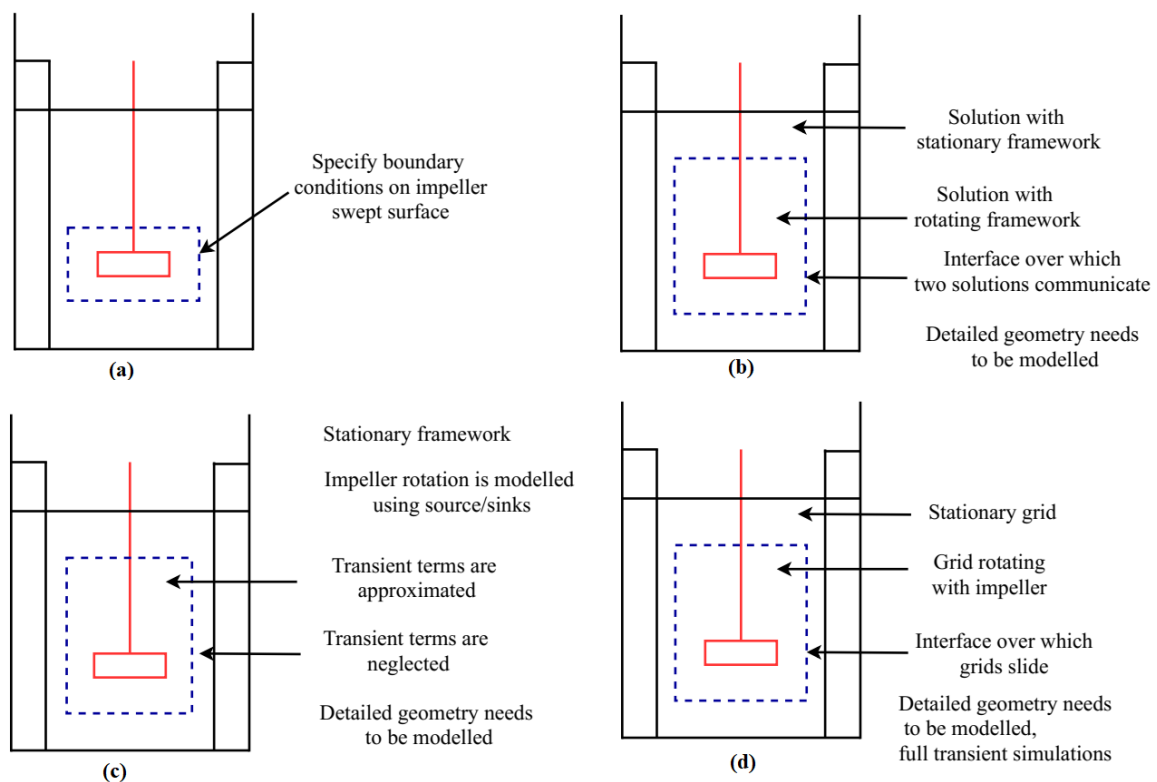 Specify boundary
conditions on impeller
swept surface
(a)
Solution with
stationary framework
Solution with
rotating framework
Interface over which
two solutions communicate
Detailed geometry needs
to be modelled
(b)
Stationary framework
Impeller rotation is modelled
using source/sinks
Transient terms are
approximated
Transient terms are
neglected
Detailed geometry needs
to be modelled
(c)
Stationary grid
Grid rotating
with impeller
Interface over which
grids slide
Detailed geometry needs
to be modelled,
full transient simulations
(d)